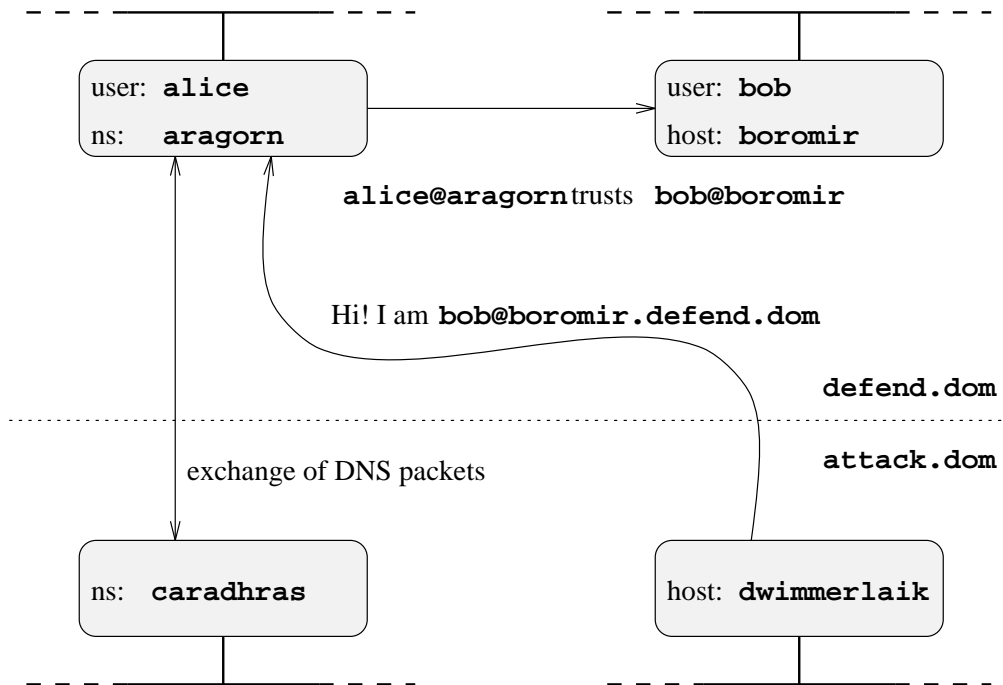 user: alice
ns: aragorn
user: bob
host: boromir
alice@aragorn trusts bob@boromir
Hi! I am bob@boromir.defend.dom
defend.dom
attack.dom
exchange of DNS packets
ns: caradhras
host: dwimmerlaik